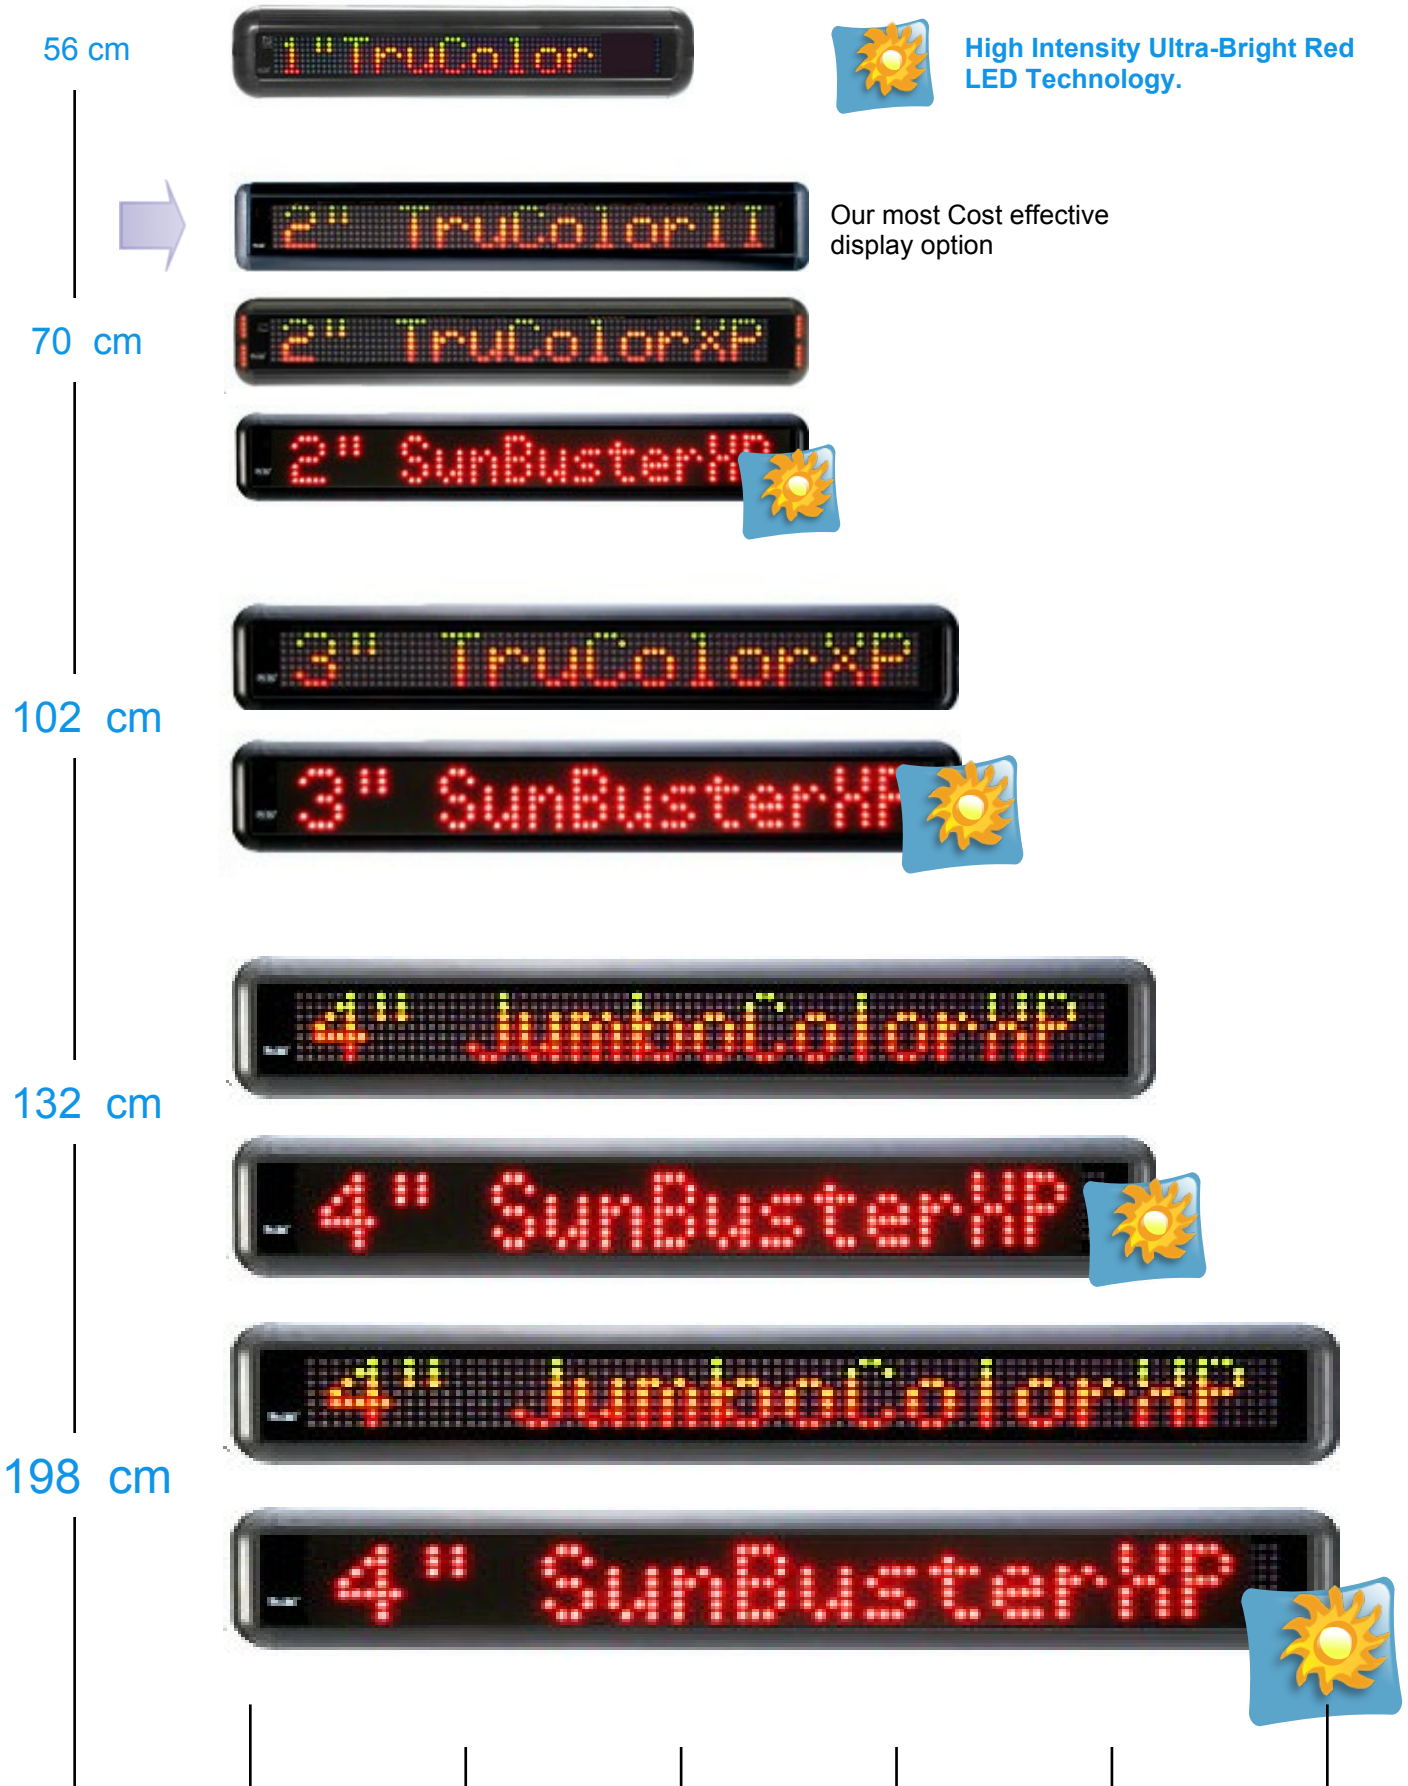 56 cm
1"TruColor
High Intensity Ultra-Bright Red
LED Technology.
2" TruColorII
Our most Cost effective
display option
70 cm
2" TruColorXP
2" SunBusterXP
3" TruColorXP
102 cm
3" SunBusterXP
4" JumboColorXP
132 cm
4" SunBusterXP
4" JumboColorXP
198 cm
4" SunBusterXP